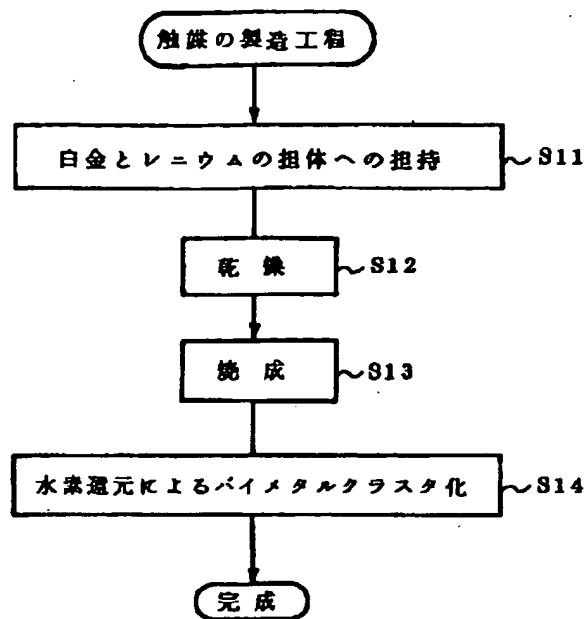 触媒の製造工程
白金とレニウムの担体への担持
S11
乾燥
S12
焼成
S13
水素還元によるバイメタルクラスタ化
S14
完成